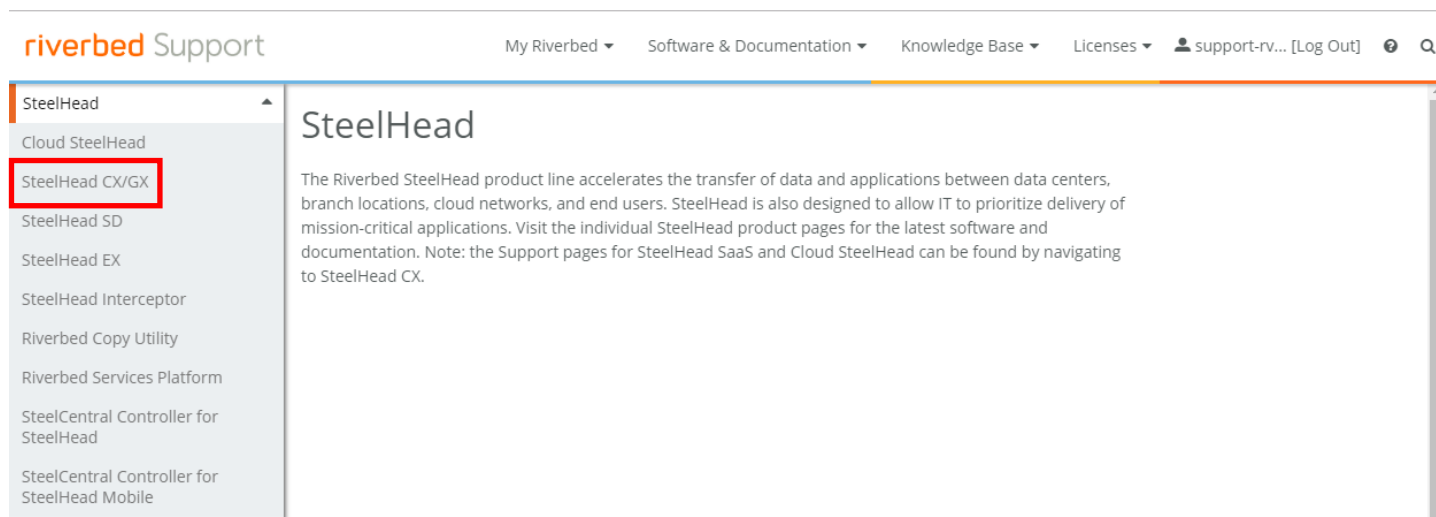 riverbed Support
My Riverbed
Software & Documentation
Knowledge Base
Licenses
support-rv... [Log Out]
SteelHead
Cloud SteelHead
SteelHead CX/GX
SteelHead SD
SteelHead EX
SteelHead Interceptor
Riverbed Copy Utility
Riverbed Services Platform
SteelCentral Controller for
SteelHead
SteelCentral Controller for
SteelHead Mobile
SteelHead
The Riverbed SteelHead product line accelerates the transfer of data and applications between data centers,
branch locations, cloud networks, and end users. SteelHead is also designed to allow IT to prioritize delivery of
mission-critical applications. Visit the individual SteelHead product pages for the latest software and
documentation. Note: the Support pages for SteelHead SaaS and Cloud SteelHead can be found by navigating
to SteelHead CX.